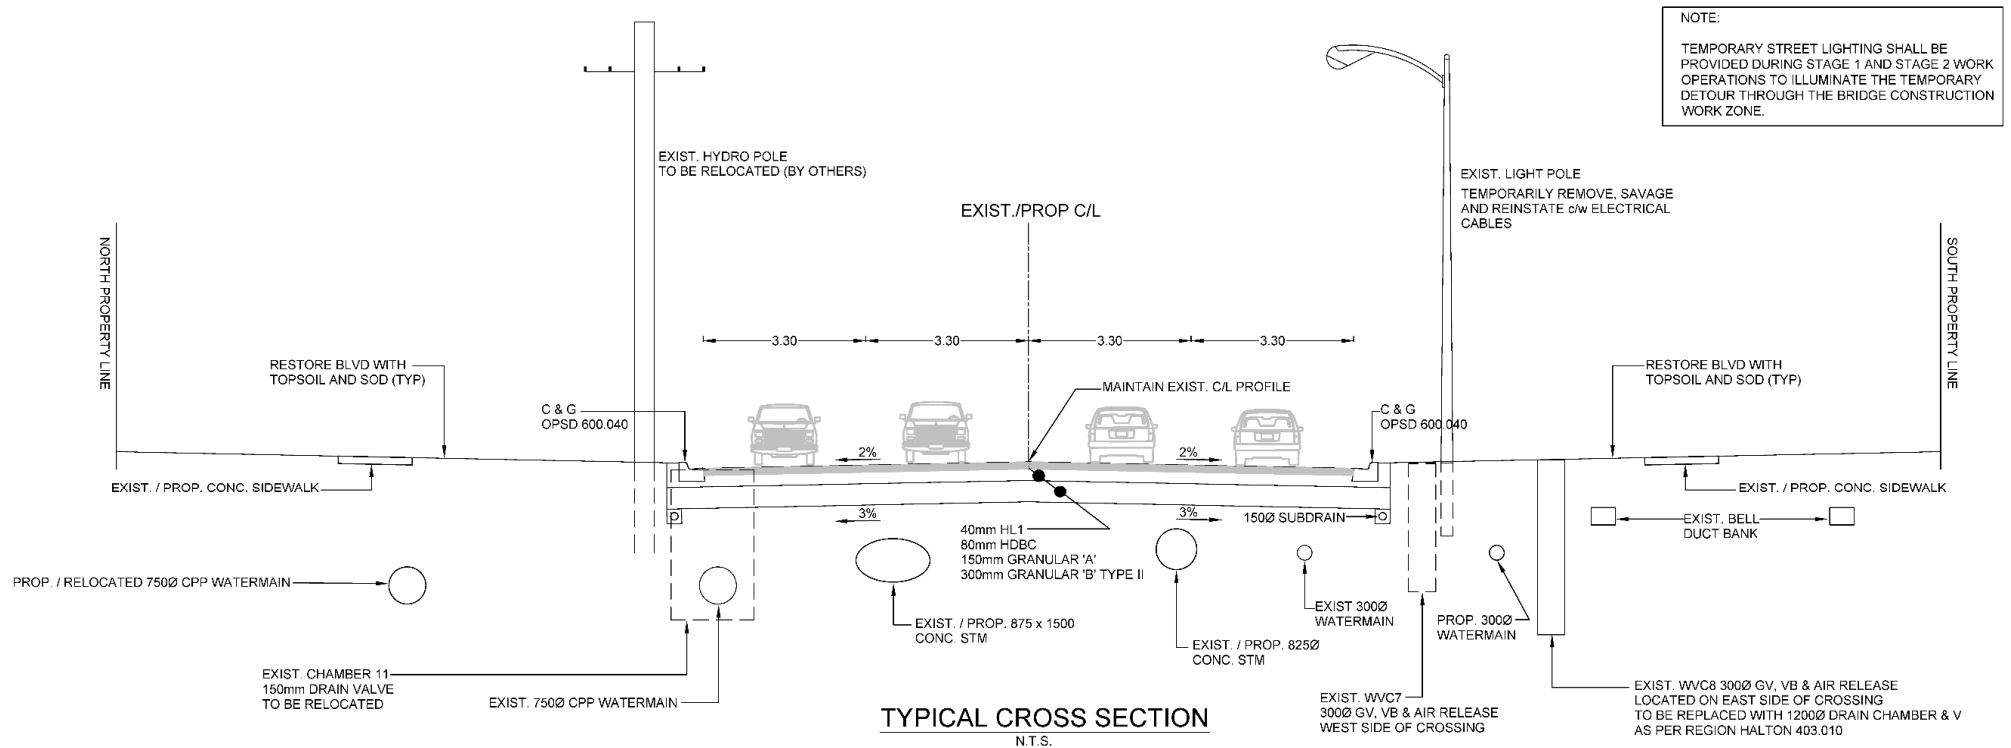 NOTE:
TEMPORARY STREET LIGHTING SHALL BE
PROVIDED DURING STAGE 1 AND STAGE 2 WORK
OPERATIONS TO ILLUMINATE THE TEMPORARY
DETOUR THROUGH THE BRIDGE CONSTRUCTION
WORK ZONE.
EXIST. HYDRO POLE
TO BE RELOCATED (BY OTHERS)
EXIST. LIGHT POLE
TEMPORARILY REMOVE, SAVAGE
AND REINSTATE c/w ELECTRICAL
CABLES
EXIST./PROP C/L
NORTH PROPERTY LINE
SOUTH PROPERTY LINE
3.30
3.30
3.30
3.30
RESTORE BLVD WITH
TOPSOIL AND SOD (TYP)
MAINTAIN EXIST. C/L PROFILE
RESTORE BLVD WITH
TOPSOIL AND SOD (TYP)
C & G
OPSD 600.040
C & G
OPSD 600.040
2%
2%
EXIST. / PROP. CONC. SIDEWALK
EXIST. / PROP. CONC. SIDEWALK
3%
3%
150Ø SUBDRAIN
EXIST. BELL
DUCT BANK
40mm HL1
80mm HDBC
150mm GRANULAR 'A'
300mm GRANULAR 'B' TYPE II
PROP. / RELOCATED 750Ø CPP WATERMAIN
EXIST 300Ø
WATERMAIN
PROP. 300Ø
WATERMAIN
EXIST. / PROP. 875 x 1500
CONC. STM
EXIST. / PROP. 825Ø
CONC. STM
EXIST. CHAMBER 11
150mm DRAIN VALVE
TO BE RELOCATED
EXIST. 750Ø CPP WATERMAIN
EXIST. WVC7
300Ø GV, VB & AIR RELEASE
WEST SIDE OF CROSSING
EXIST. WVC8 300Ø GV, VB & AIR RELEASE
LOCATED ON EAST SIDE OF CROSSING
TO BE REPLACED WITH 1200Ø DRAIN CHAMBER & V
AS PER REGION HALTON 403.010
TYPICAL CROSS SECTION
N.T.S.